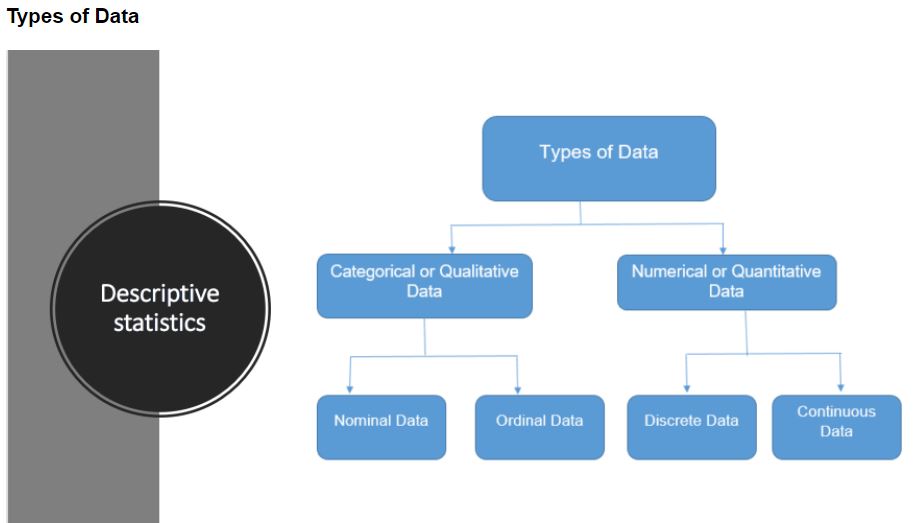 Types of Data
Descriptive
statistics
Types of Data
Categorical or Qualitative
Data
Numerical or Quantitative
Data
Nominal Data
Ordinal Data
Discrete Data
Continuous
Data